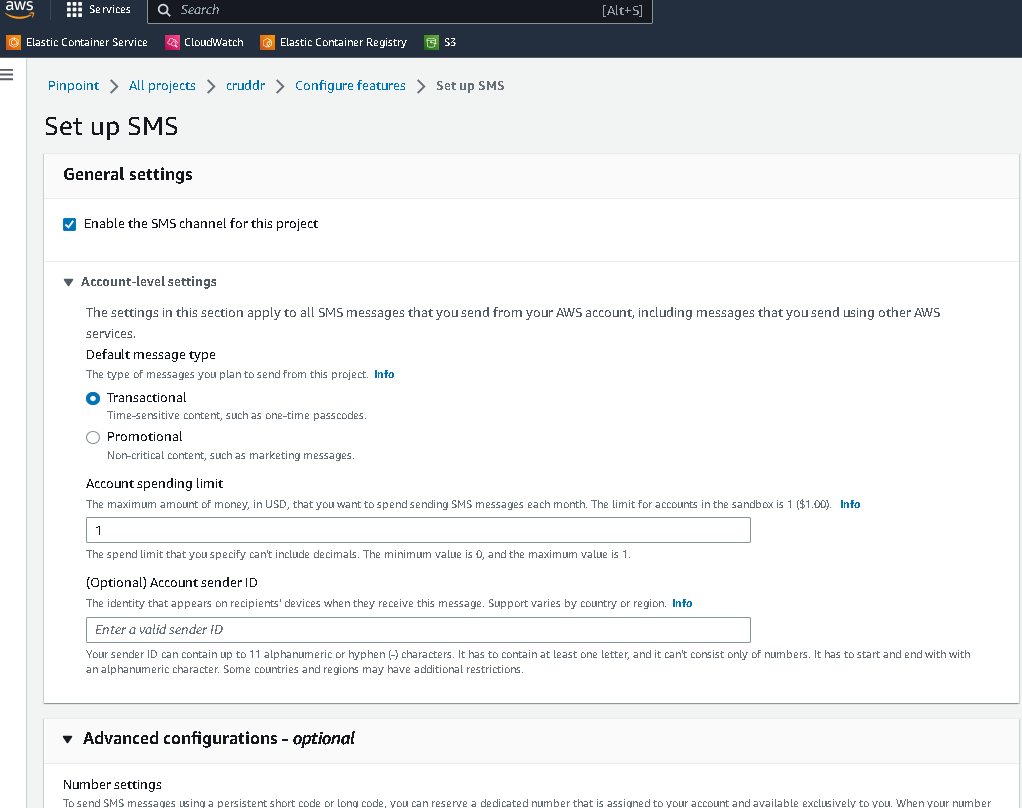 aws
Services
Search
[Alt+S]
Elastic Container Service
CloudWatch
Elastic Container Registry
S3
Pinpoint
All projects
cruddr
Configure features
Set up SMS
Set up SMS
General settings
Enable the SMS channel for this project
Account-level settings
The settings in this section apply to all SMS messages that you send from your AWS account, including messages that you send using other AWS
services.
Default message type
The type of messages you plan to send from this project. Info
Transactional
Time-sensitive content, such as one-time passcodes.
Promotional
Non-critical content, such as marketing messages.
Account spending limit
The maximum amount of money, in USD, that you want to spend sending SMS messages each month. The limit for accounts in the sandbox is 1 ($1.00). Info
1
The spend limit that you specify can't include decimals. The minimum value is 0, and the maximum value is 1.
(Optional) Account sender ID
The identity that appears on recipients' devices when they receive this message. Support varies by country or region. Info
Enter a valid sender ID
Your sender ID can contain up to 11 alphanumeric or hyphen (-) characters. It has to contain at least one letter, and it can't consist only of numbers. It has to start and end with with
an alphanumeric character. Some countries and regions may have additional restrictions.
Advanced configurations - optional
Number settings
To send SMS messages using a persistent short code or long code, you can reserve a dedicated number that is assigned to your account and available exclusively to you. When your number